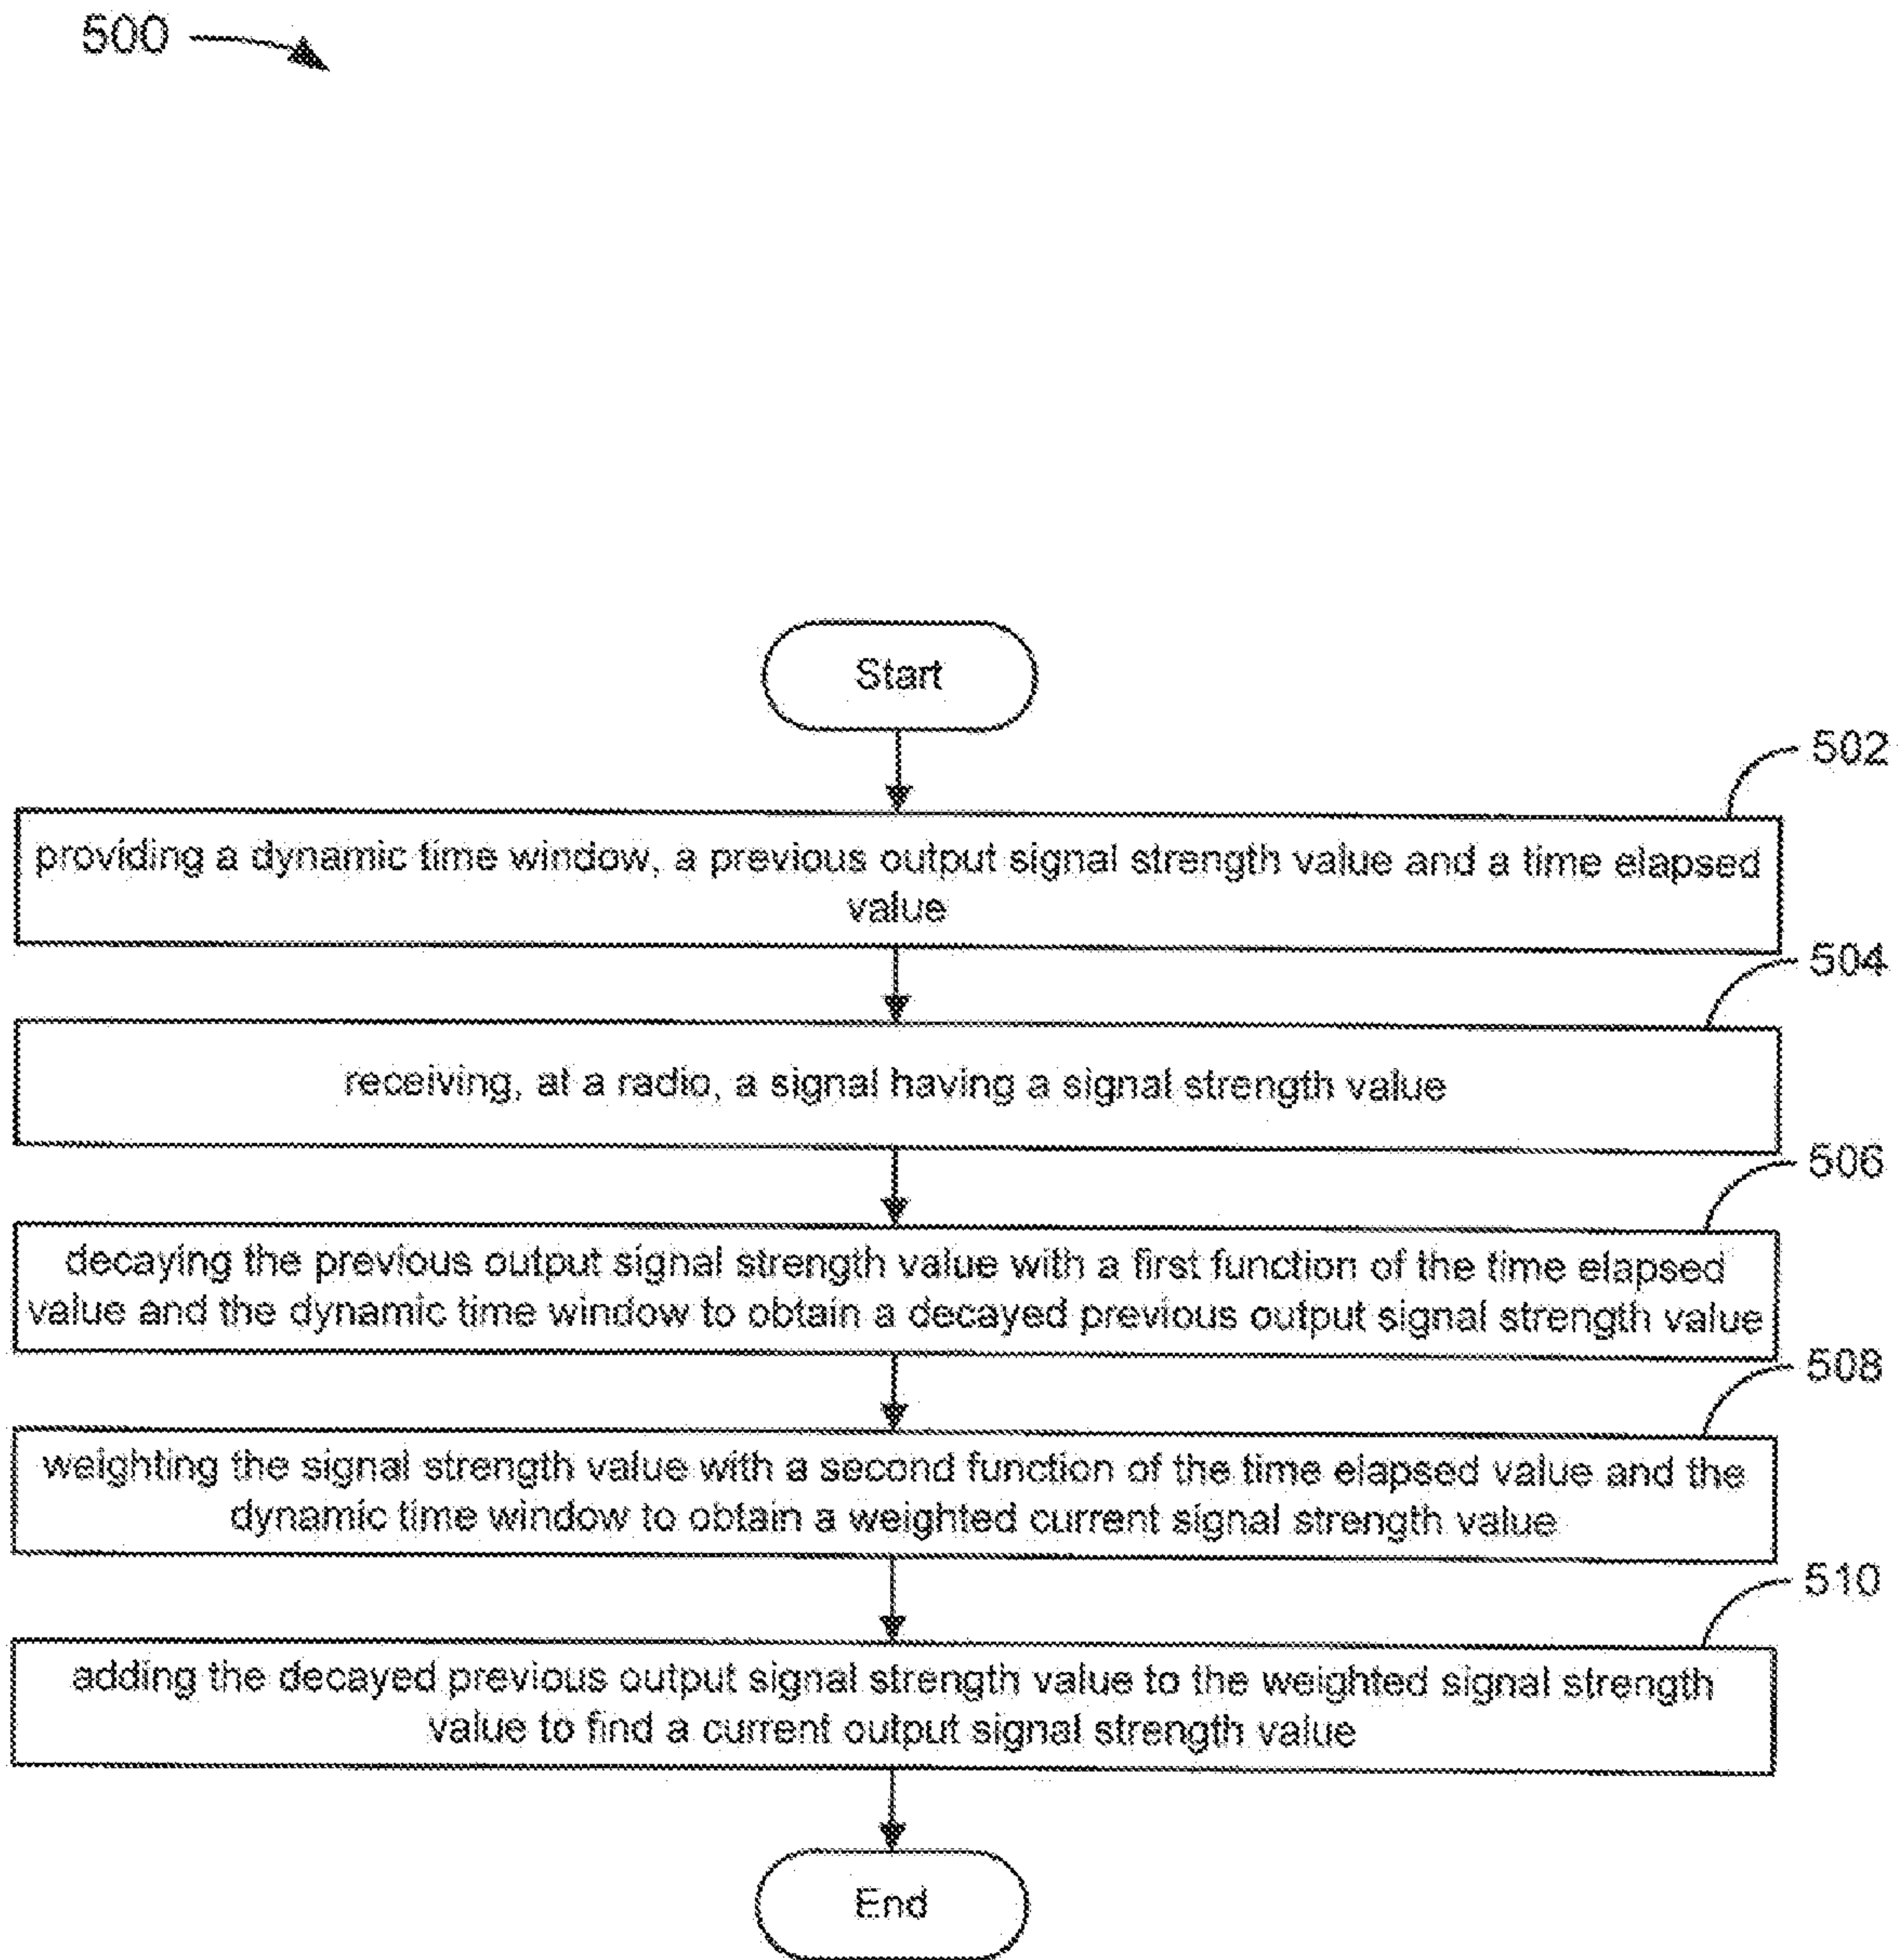 500
Start
502
providing a dynamic time window, a previous output signal strength value and a time elapsed
value
504
receiving, at a radio, a signal having a signal strength value
506
decaying the previous output signal strength value with a first function of the time elapsed
value and the dynamic time window to obtain a decayed previous output signal strength value
508
weighting the signal strength value with a second function of the time elapsed value and the
dynamic time window to obtain a weighted current signal strength value
510
adding the decayed previous output signal strength value to the weighted signal strength
value to find a current output signal strength value
End